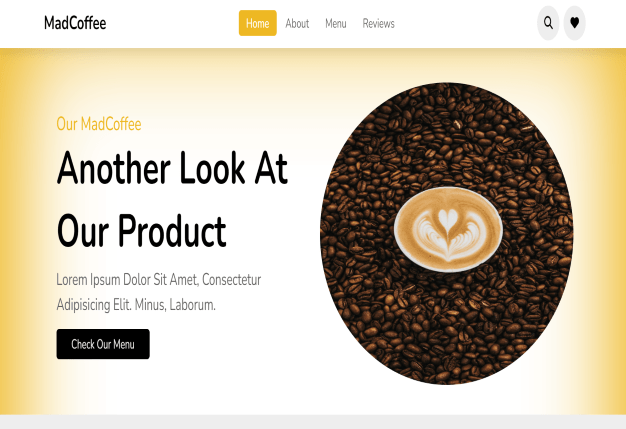 MadCoffee
Home About Menu Reviews
Our MadCoffee
Another Look At
Our Product
Lorem Ipsum Dolor Sit Amet, Consectetur
Adipisicing Elit. Minus, Laborum.
Check Our Menu